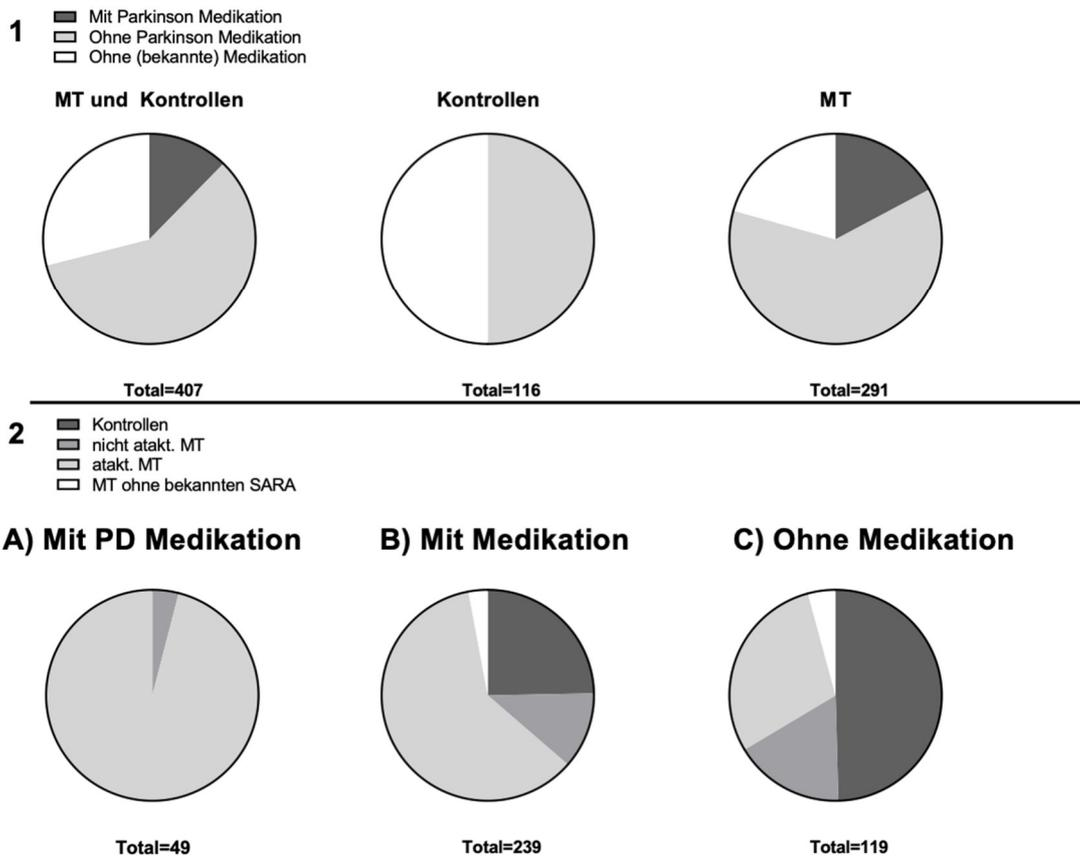 1
Mit Parkinson Medikation
Ohne Parkinson Medikation
Ohne (bekannte) Medikation
MT und Kontrollen
Kontrollen
MT
Total=407
Total=116
Total=291
2
Kontrollen
nicht atakt. MT
atakt. MT
MT ohne bekannten SARA
A) Mit PD Medikation
B) Mit Medikation
C) Ohne Medikation
Total=49
Total=239
Total=119